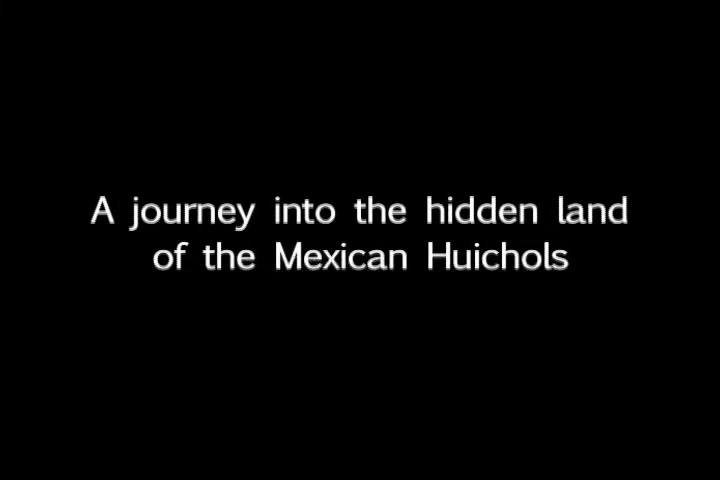 A journey into the hidden land
of the Mexican Huichols